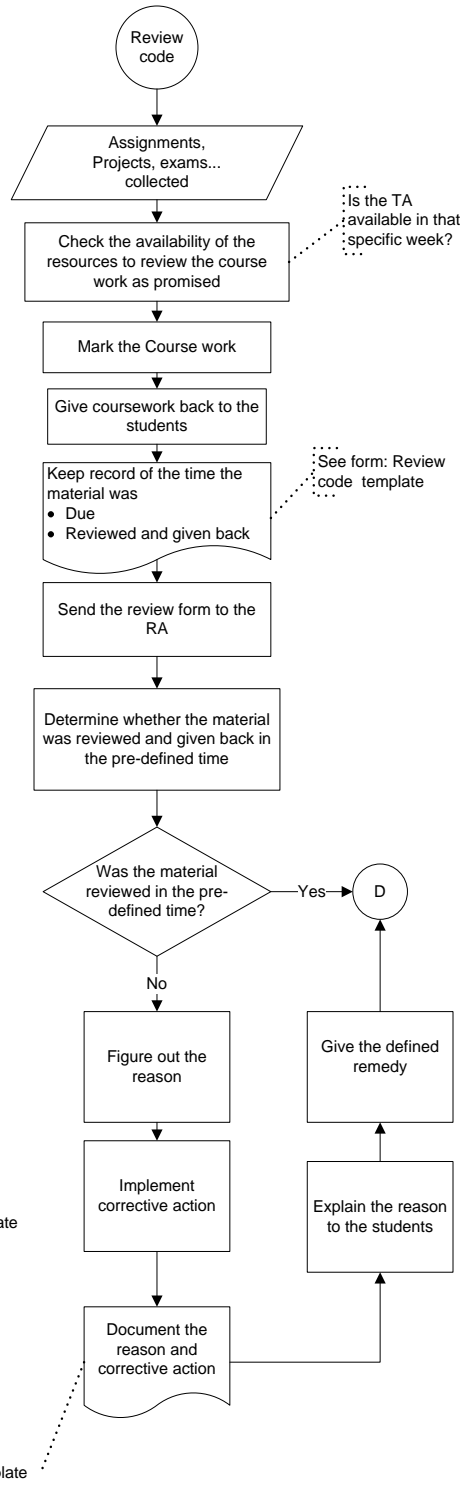 Review
code
Assignments,
Projects, exams...
collected
Is the TA
available in that
specific week?
Check the availability of the
resources to review the course
work as promised
Mark the Course work
Give coursework back to the
students
Keep record of the time the
material was
• Due
• Reviewed and given back
See form: Review
code template
Send the review form to the
RA
Determine whether the material
was reviewed and given back in
the pre-defined time
Was the material
reviewed in the pre-
defined time?
Yes
D
No
Figure out the
reason
Give the defined
remedy
Implement
corrective action
Explain the reason
to the students
Document the
reason and
corrective action